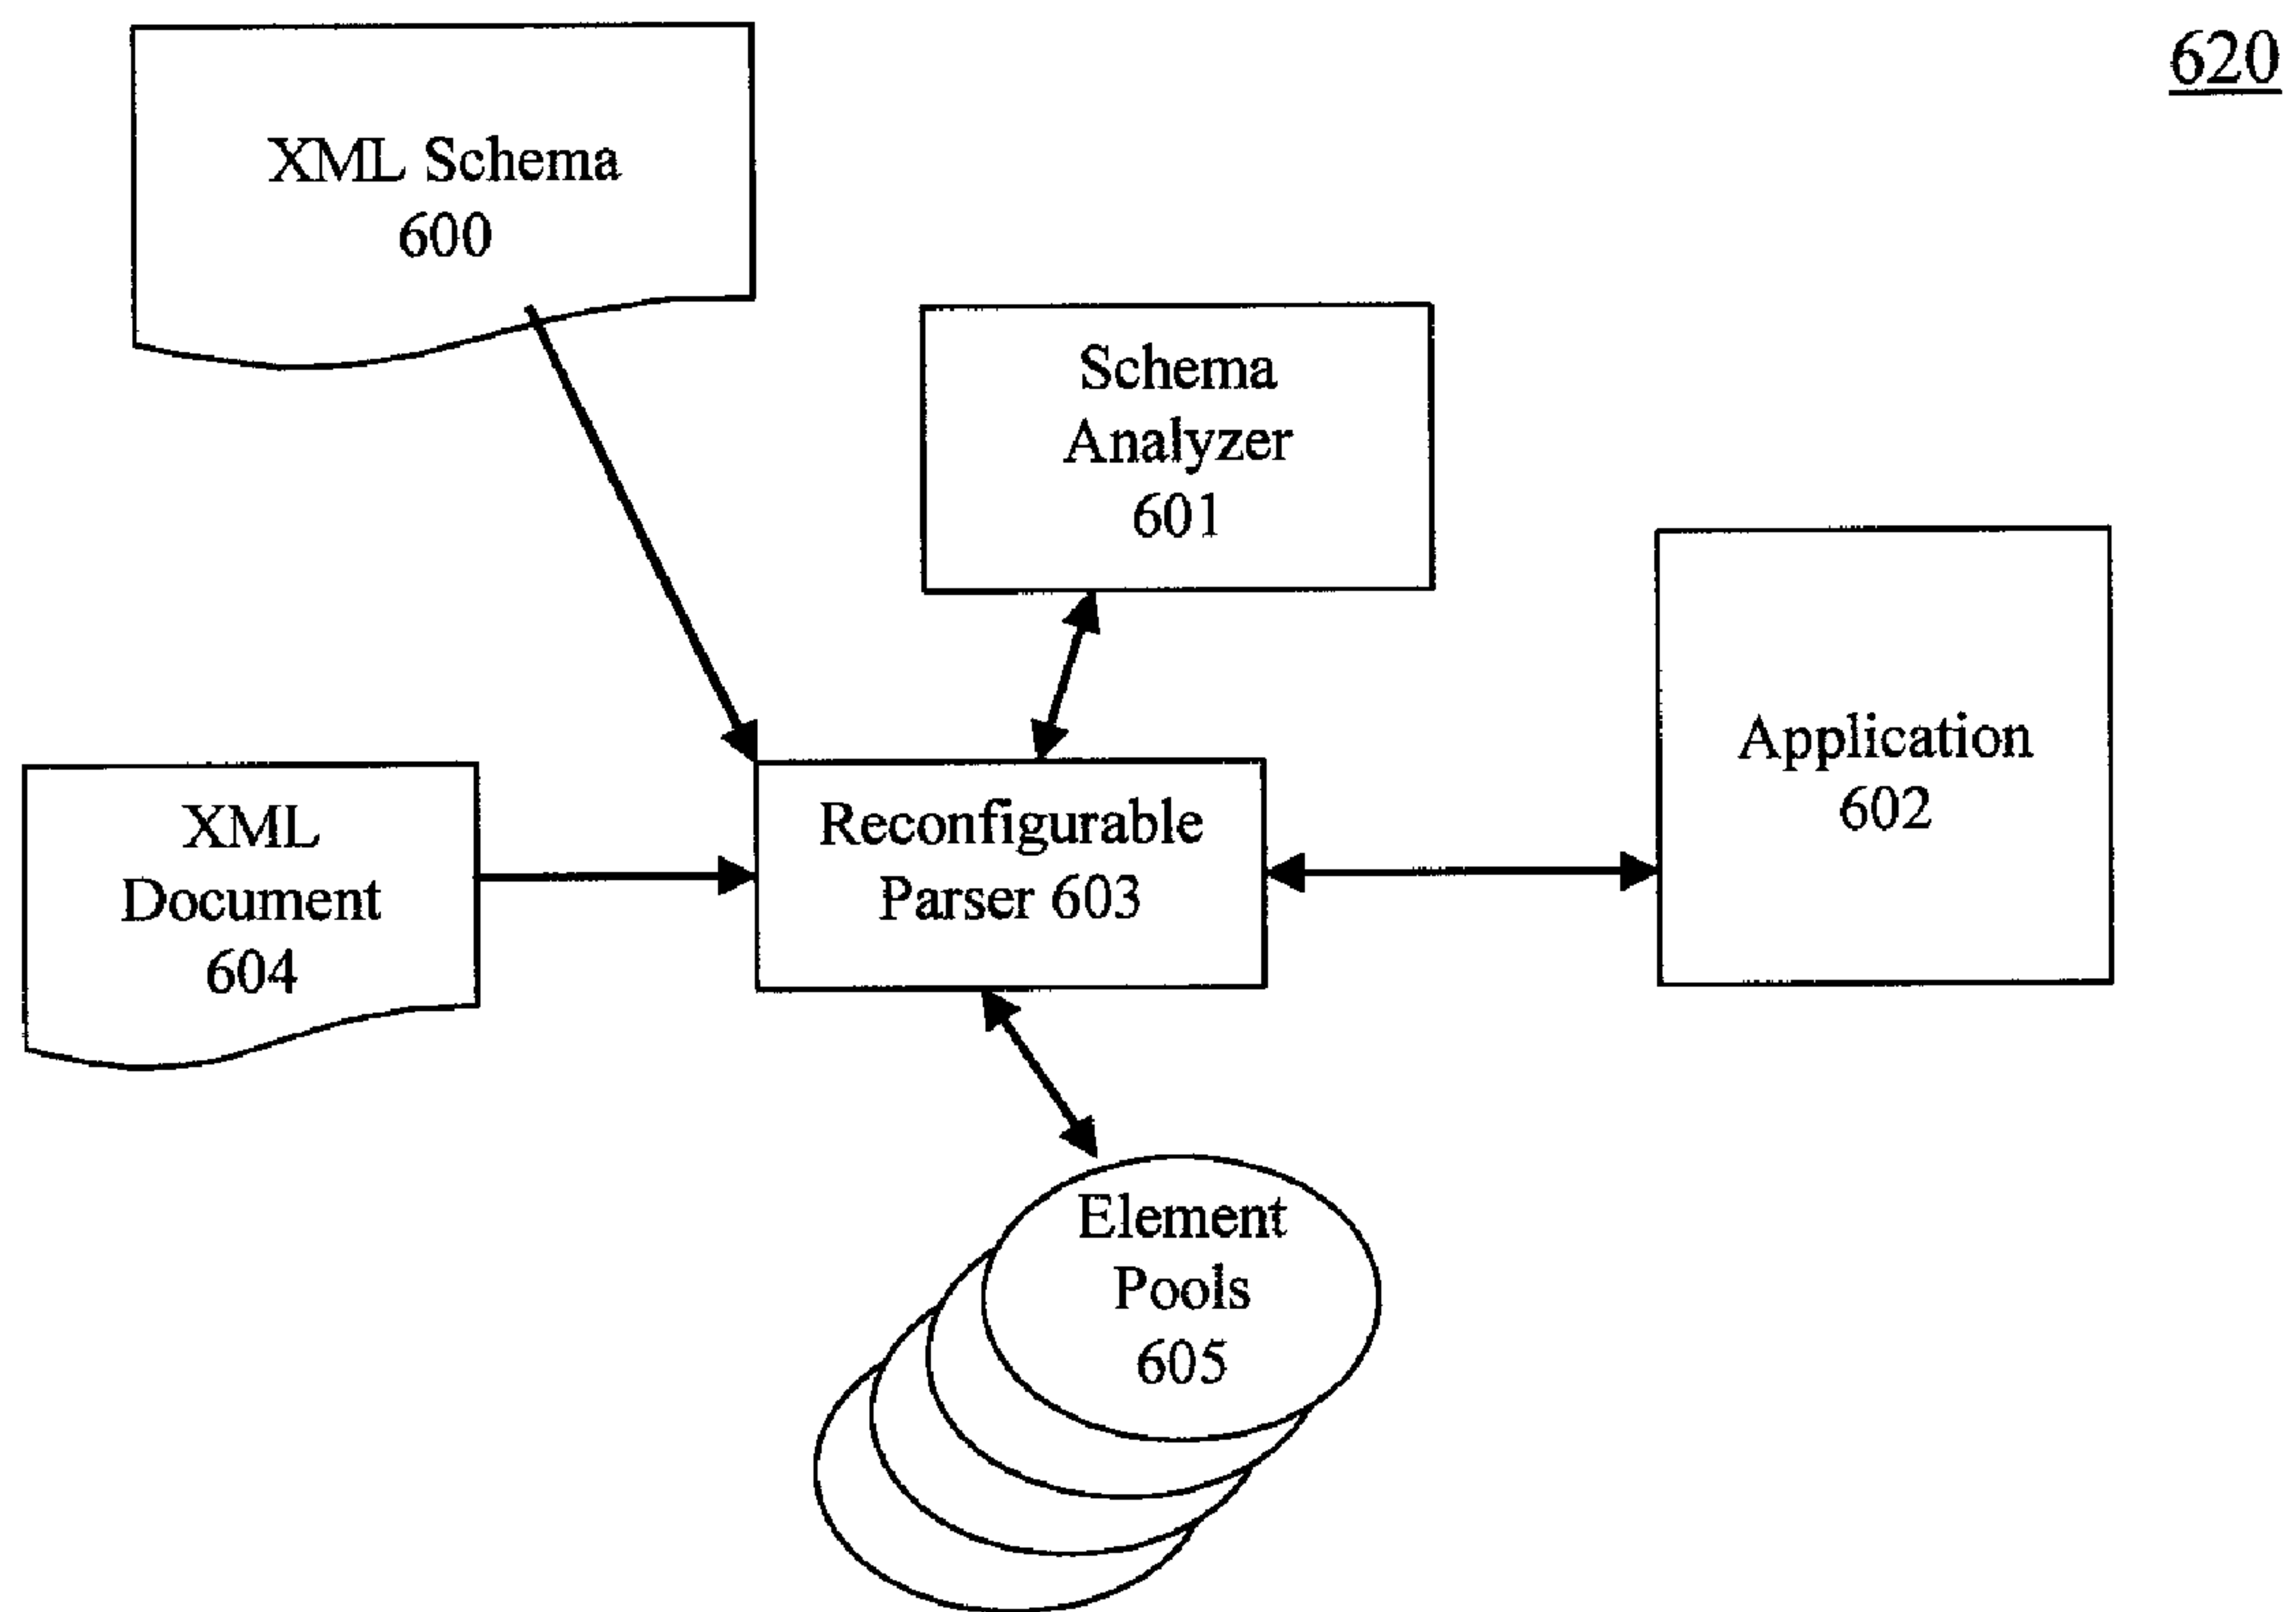 620
XML Schema
600
Schema
Analyzer
601
Application
602
XML
Document
604
Reconfigurable
Parser 603
Element
Pools
605